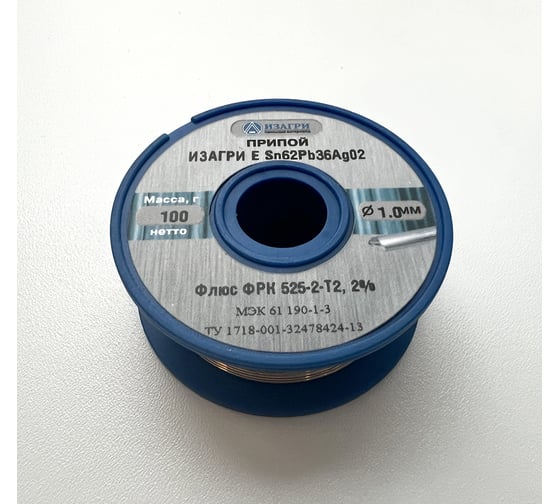 ИЗАГРИ
ПРИПОЙ
ИЗАГРИ Е Sn62Pb36Ag02
Масса, г
100
нетто
Ø 1.0мм
Флюс ФРК 525-2-Т2, 2%
МЭК 61 190-1-3
ТУ 1718-001-32478424-13